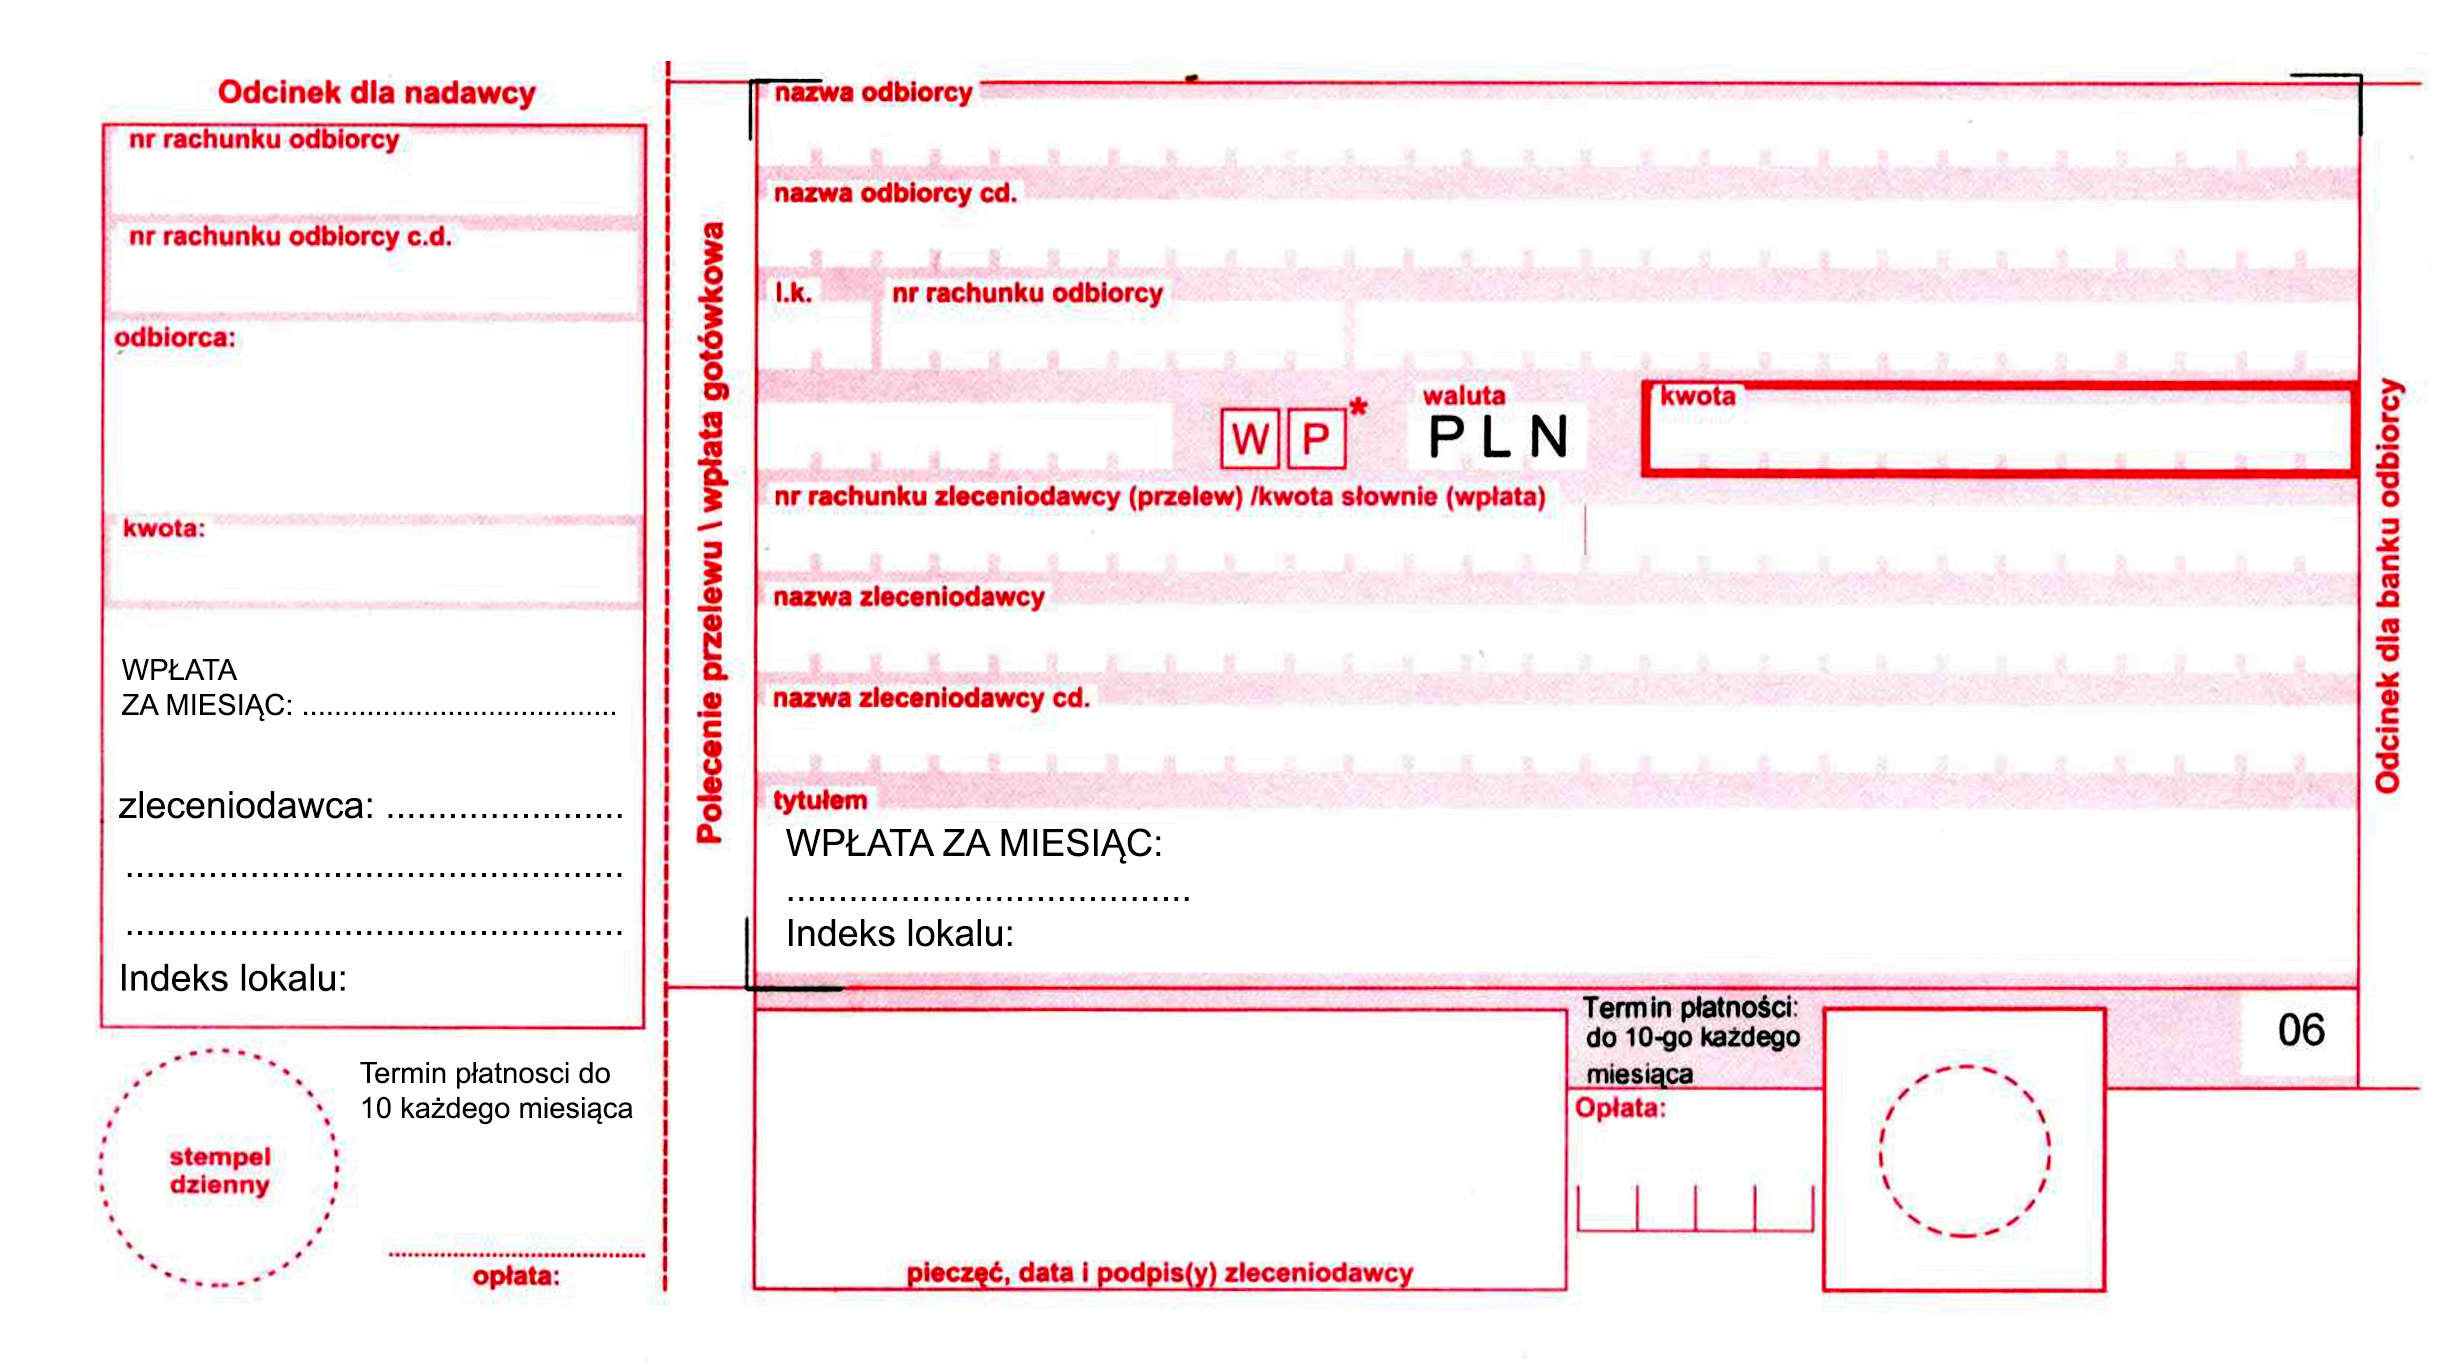 Odcinek dla nadawcy
nr rachunku odbiorcy
nr rachunku odbiorcy c.d.
odbiorca:
kwota:
WPŁATA
ZA MIESIĄC: .......................................
zleceniodawca: .......................
................................................
................................................
Indeks lokalu:
stempel
dzienny
Termin płatnosci do
10 każdego miesiąca
opłata:
Polecenie przelewu \ wpłata gotówkowa
nazwa odbiorcy
nazwa odbiorcy cd.
l.k. nr rachunku odbiorcy
W P * waluta
PLN
kwota
nr rachunku zleceniodawcy (przelew) /kwota słownie (wpłata)
nazwa zleceniodawcy
nazwa zleceniodawcy cd.
tytułem
WPŁATA ZA MIESIĄC:
.......................................
Indeks lokalu:
pieczęć, data i podpis(y) zleceniodawcy
Termin płatności:
do 10-go każdego
miesiąca
Opłata:
06
Odcinek dla banku odbiorcy